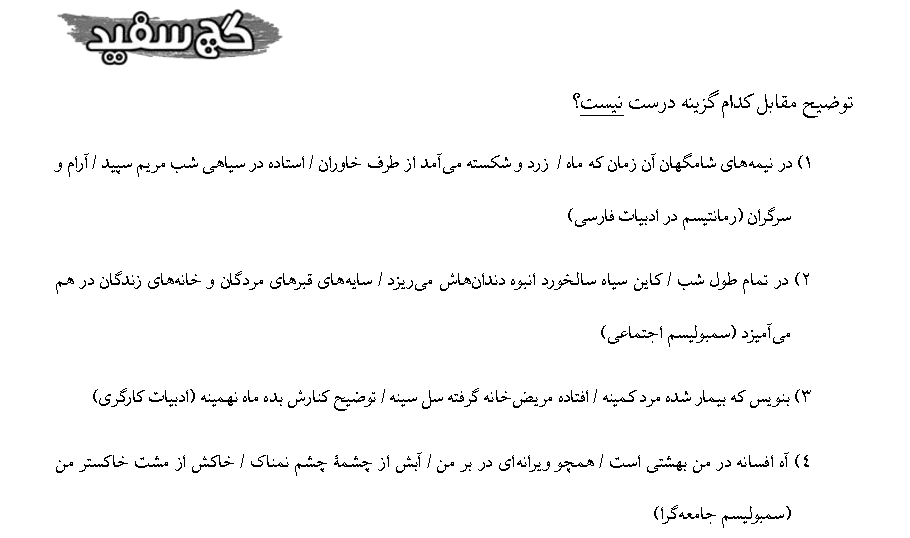 گچ سفید
توضیح مقابل کدام گزینه درست نیست؟
۱) در نیمه‌های شامگهان آن زمان که ماه / زرد و شکسته می‌آمد از طرف خاوران / استاده در سیاهی شب مریم سپید / آرام و
سرگران (رمانتیسم در ادبیات فارسی)
۲) در تمام طول شب / کاین سیاه سالخورد انبوه دندان‌هاش می‌ریزد / سایه‌های قبرهای مردگان و خانه‌های زندگان در هم
می‌آمیزد (سمبولیسم اجتماعی)
۳) بنویس که بیمار شده مرد کمینه / افتاده مریض‌خانه گرفته سل سینه / توضیح کنارش بده ماه نهمینه (ادبیات کارگری)
۴) آه افسانه در من بهشتی است / همچو ویرانه‌ای در بر من / آبش از چشمهٔ چشم نمناک / خاکش از مشت خاکستر من
(سمبولیسم جامعه‌گرا)